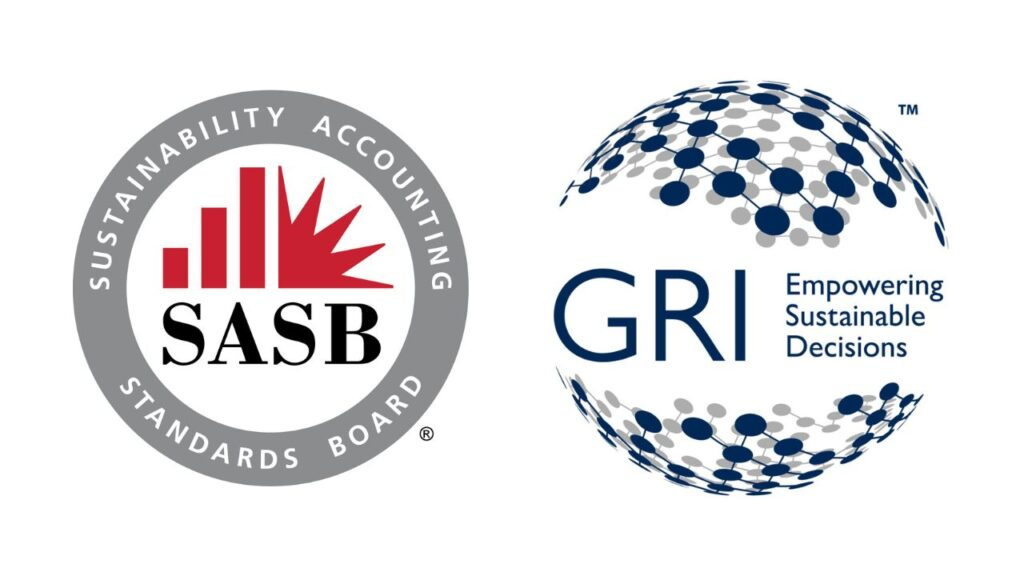 SUSTAINABILITY ACCOUNTING
SASB
STANDARDS BOARD
®
™
GRI
Empowering
Sustainable
Decisions